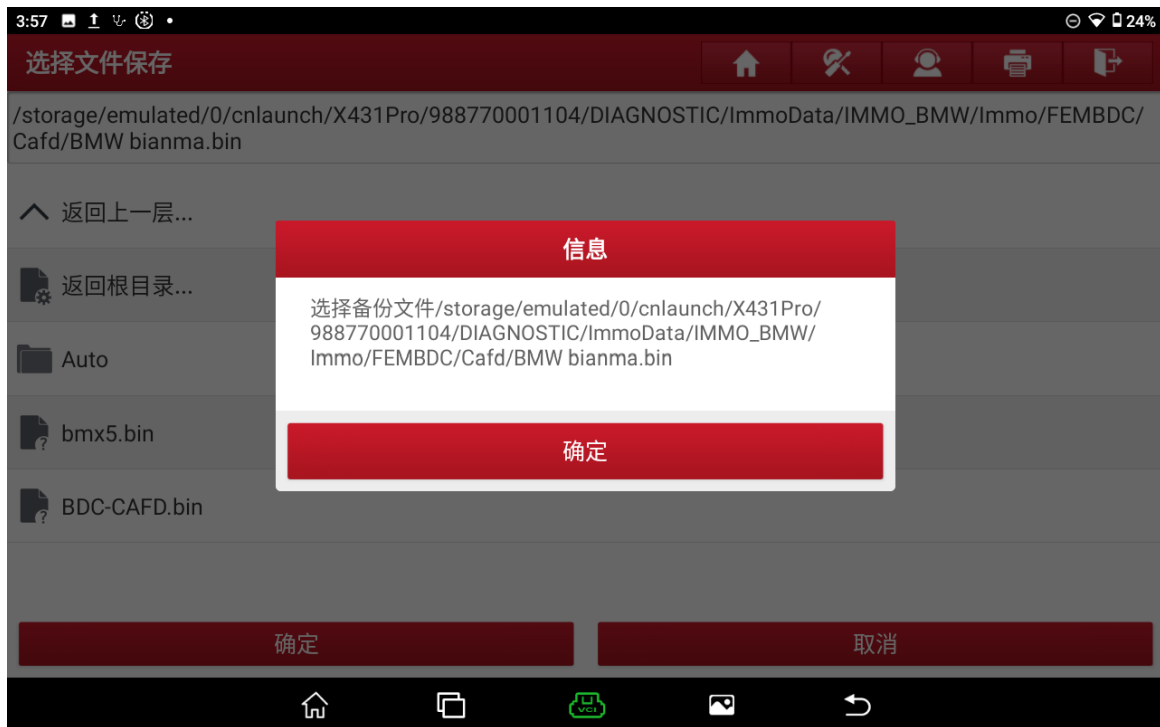 3:57
24%
选择文件保存
/storage/emulated/0/cnlaunch/X431Pro/988770001104/DIAGNOSTIC/ImmoData/IMMO_BMW/Immo/FEMBDC/
Cafd/BMW bianma.bin
返回上一层...
返回根目录...
Auto
bmx5.bin
BDC-CAFD.bin
信息
选择备份文件/storage/emulated/0/cnlaunch/X431Pro/
988770001104/DIAGNOSTIC/ImmoData/IMMO_BMW/
Immo/FEMBDC/Cafd/BMW bianma.bin
确定
确定
取消
VCI